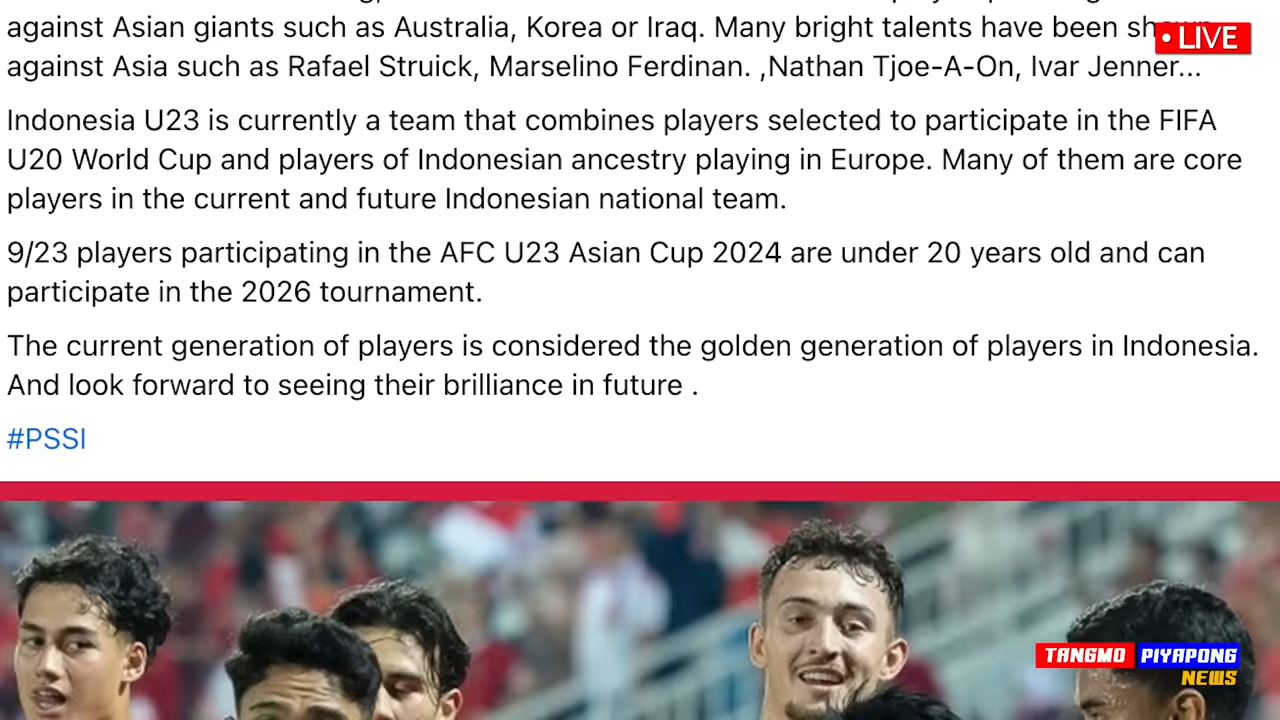 against Asian giants such as Australia, Korea or Iraq. Many bright talents have been
• LIVE
against Asia such as Rafael Struick, Marselino Ferdinan. ,Nathan Tjoe-A-On, Ivar Jenner...
Indonesia U23 is currently a team that combines players selected to participate in the FIFA
U20 World Cup and players of Indonesian ancestry playing in Europe. Many of them are core
players in the current and future Indonesian national team.
9/23 players participating in the AFC U23 Asian Cup 2024 are under 20 years old and can
participate in the 2026 tournament.
The current generation of players is considered the golden generation of players in Indonesia.
And look forward to seeing their brilliance in future .
#PSSI
TANGMO PIYAPONG
NEWS